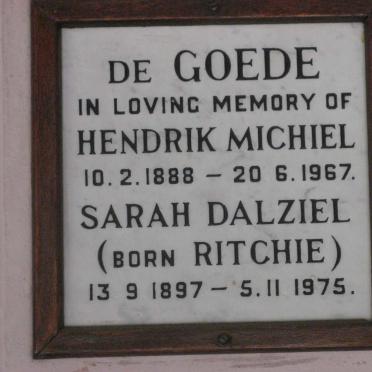 DE GOEDE
IN LOVING MEMORY OF
HENDRIK MICHIEL
10.2.1888 – 20 6.1967.
SARAH DALZIEL
(BORN RITCHIE)
13 9 1897 – 5.11 1975.